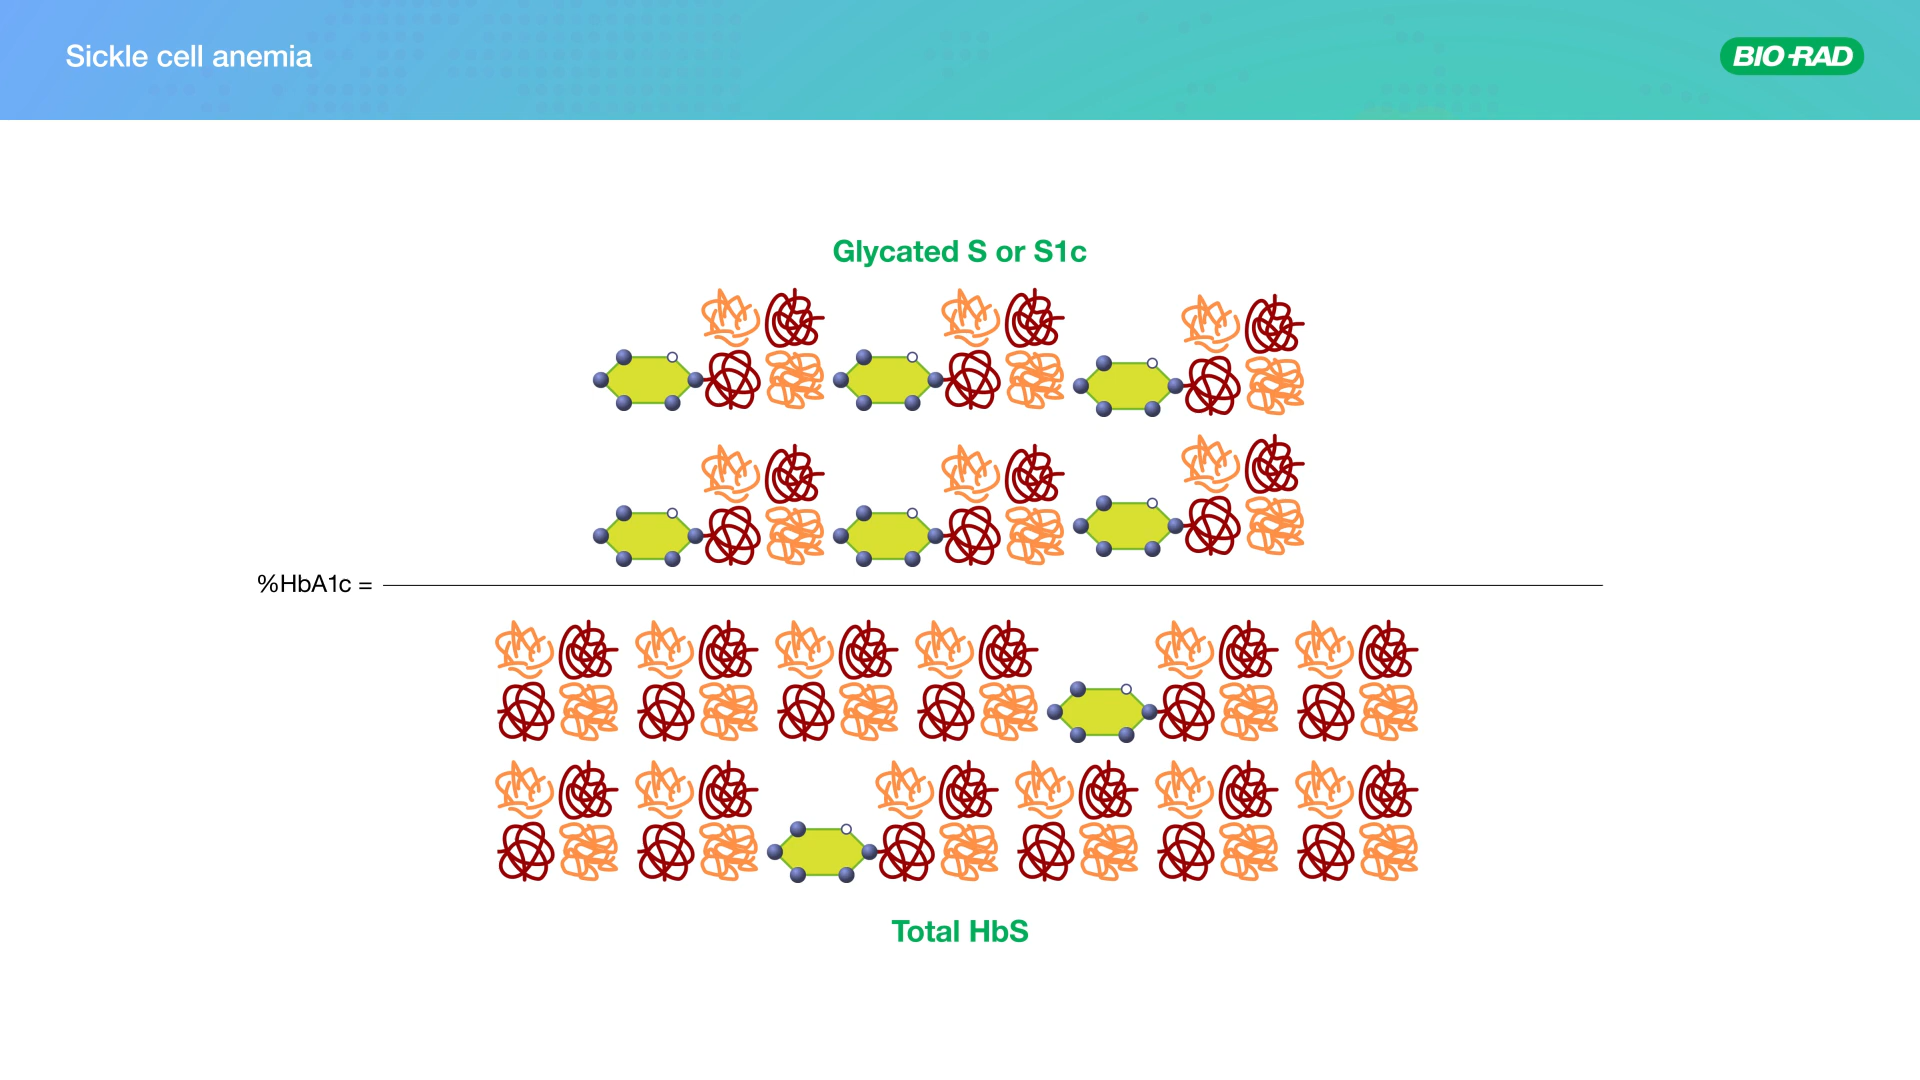 Sickle cell anemia
BIO-RAD
Glycated S or S1c
%HbA1c =
Total HbS